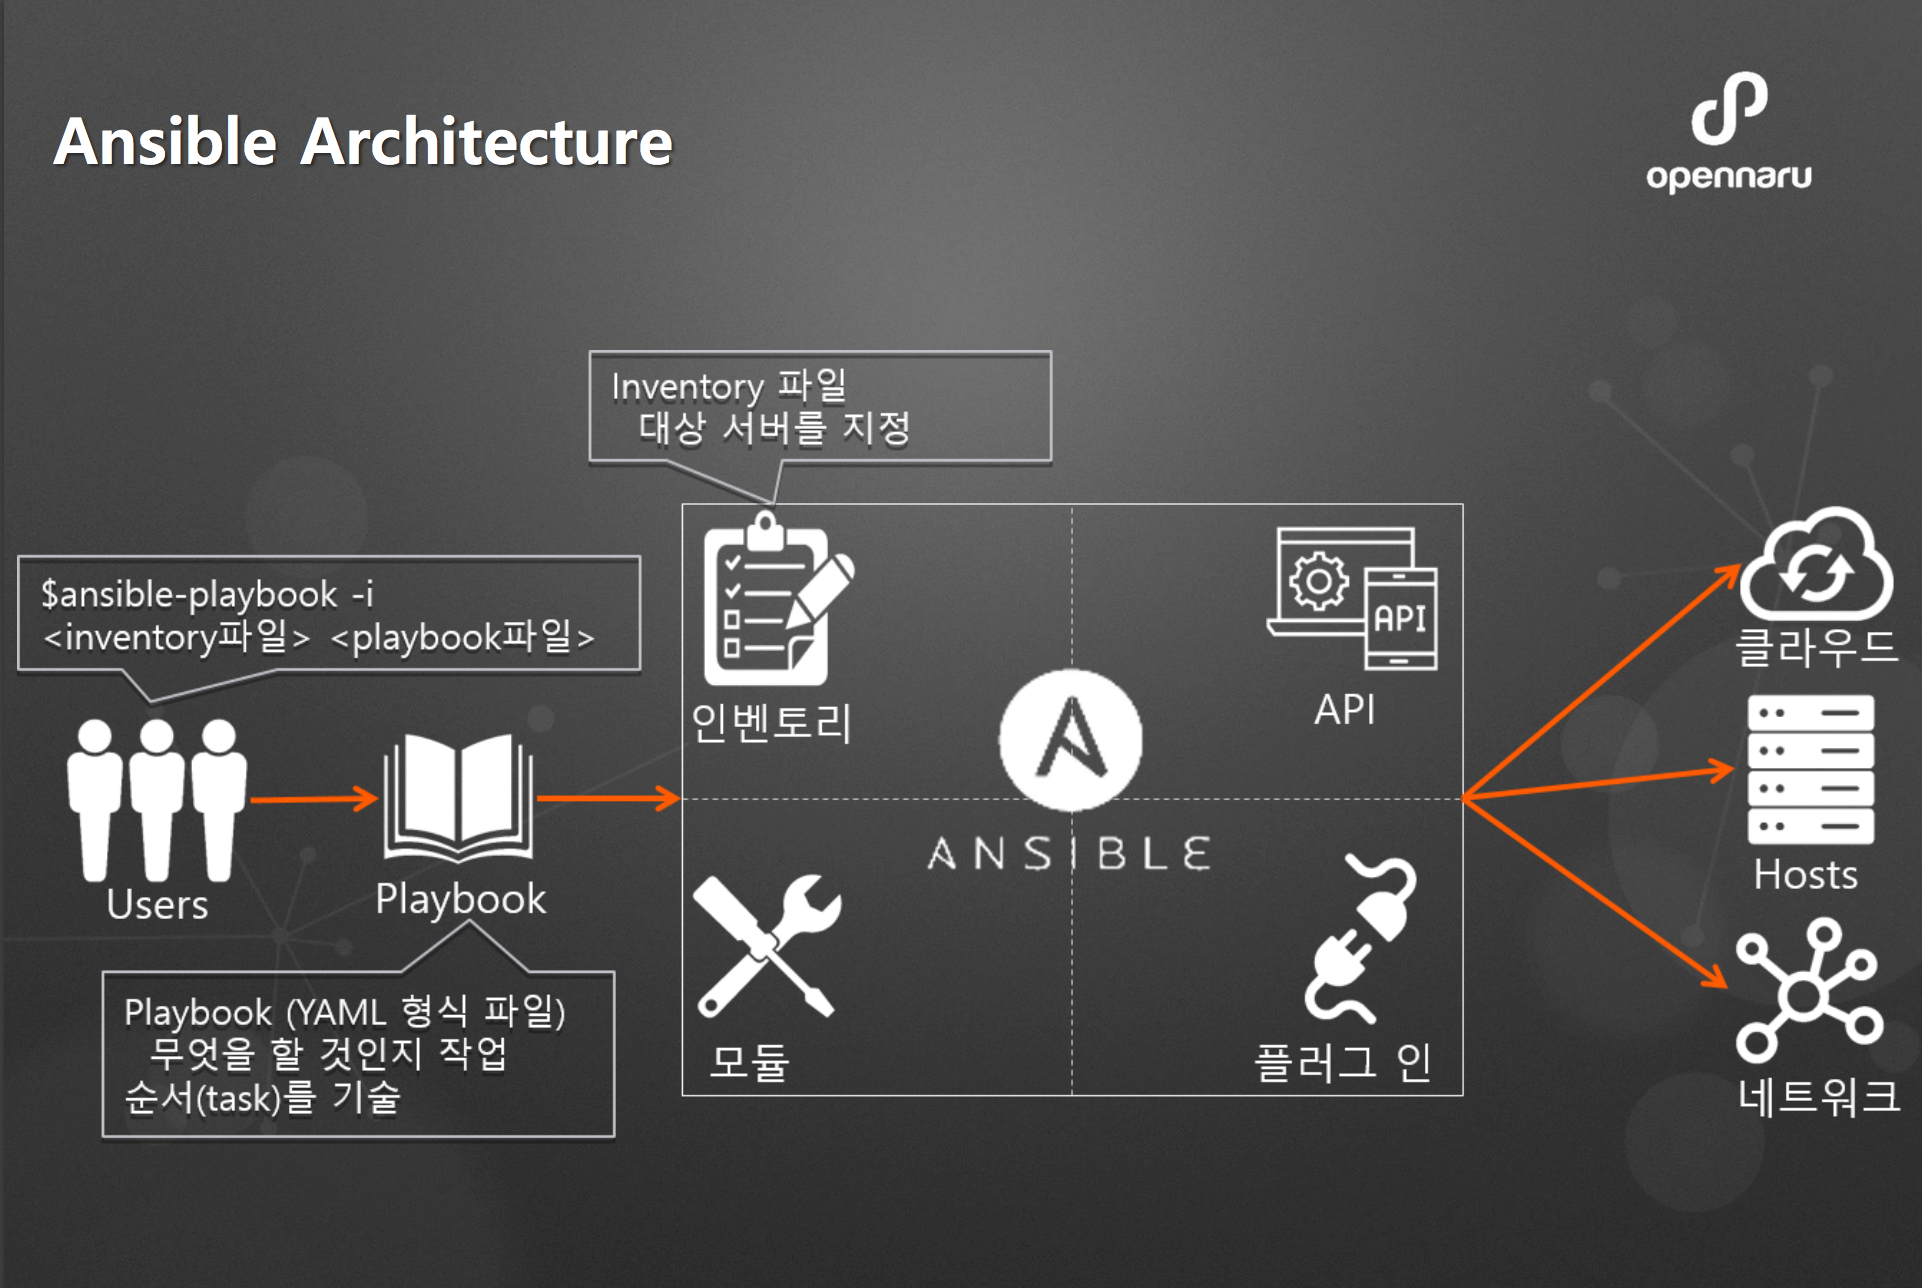 Ansible Architecture
opennaru
Inventory 파일
대상 서버를 지정
$ansible-playbook -i
<inventory파일> <playbook파일>
인벤토리
API
API
클라우드
ANSIBLE
Users
Playbook
Hosts
Playbook (YAML 형식 파일)
무엇을 할 것인지 작업
순서(task)를 기술
모듈
플러그 인
네트워크